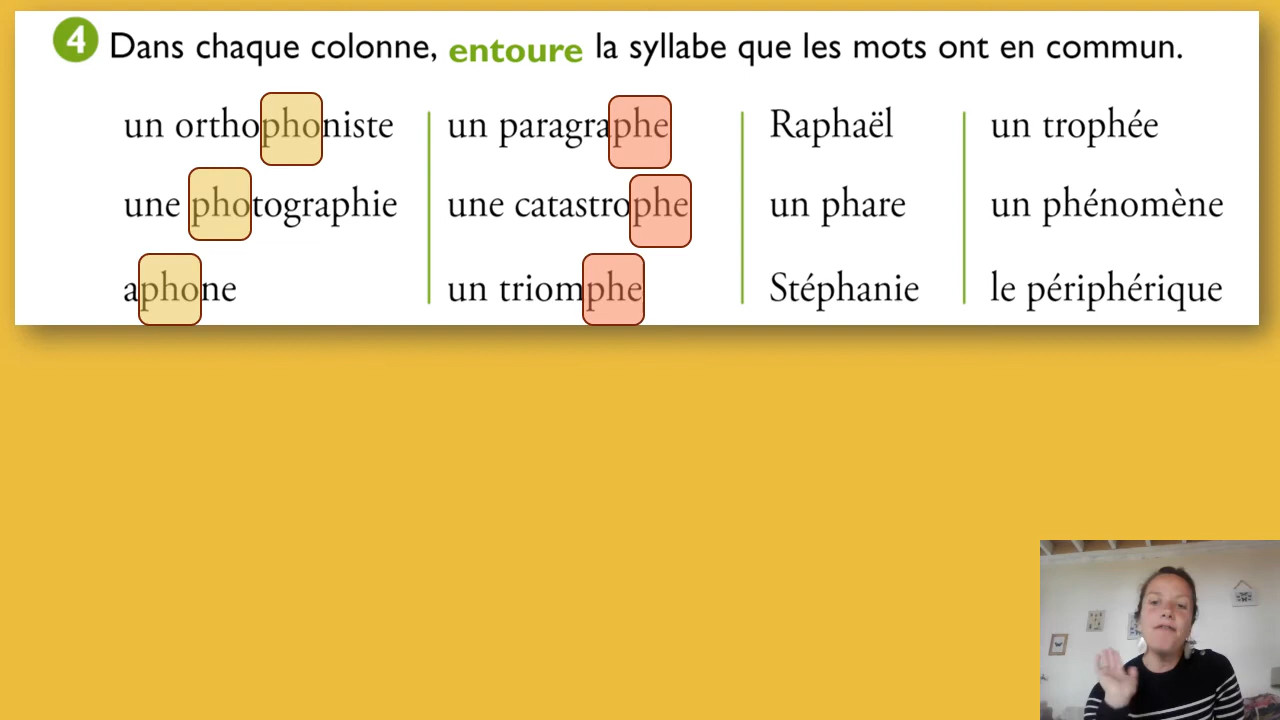 4 Dans chaque colonne, entoure la syllabe que les mots ont en commun.
un orthophoniste
une photographie
aphone
un paragraphe
une catastrophe
un triomphe
Raphaël
un phare
Stéphanie
un trophée
un phénomène
le périphérique